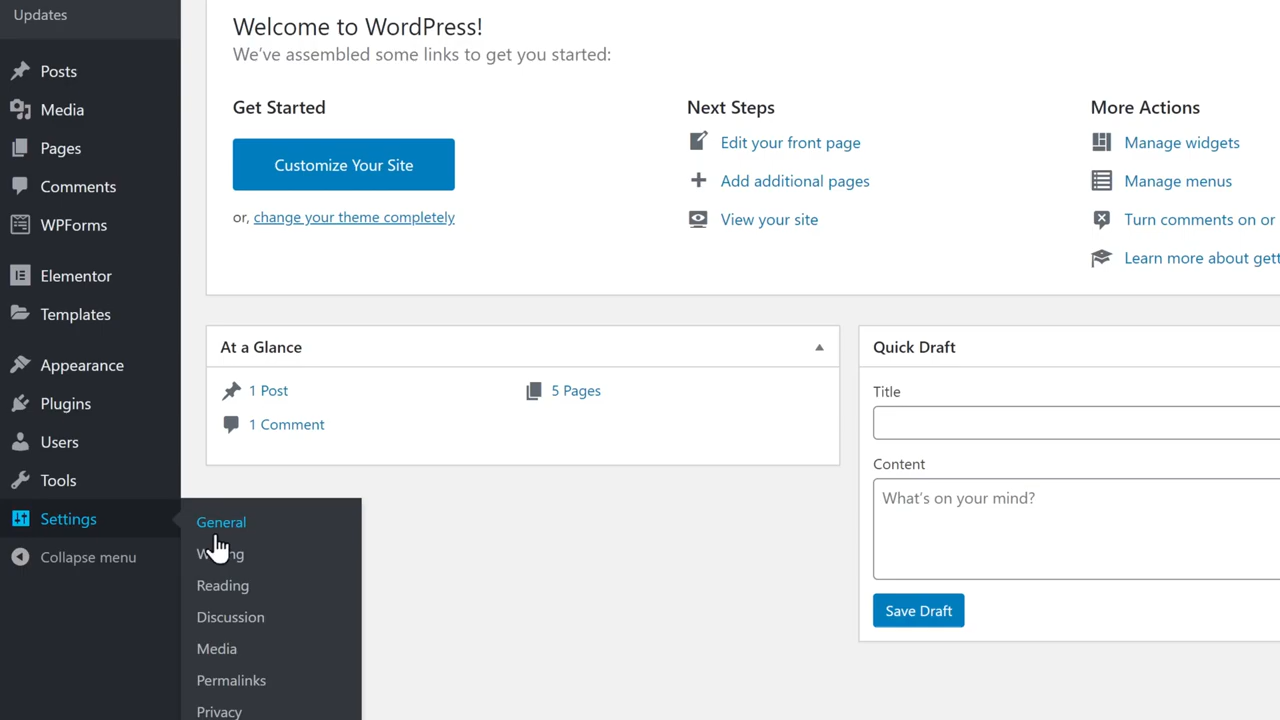 Updates
Posts
Media
Pages
Comments
WPForms
Elementor
Templates
Appearance
Plugins
Users
Tools
Settings
Collapse menu
General
Reading
Discussion
Media
Permalinks
Privacy
Welcome to WordPress!
We've assembled some links to get you started:
Get Started
Customize Your Site
or, change your theme completely
Next Steps
Edit your front page
Add additional pages
View your site
More Actions
Manage widgets
Manage menus
Turn comments on or
Learn more about gett
At a Glance
1 Post
5 Pages
1 Comment
Quick Draft
Title
Content
What's on your mind?
Save Draft